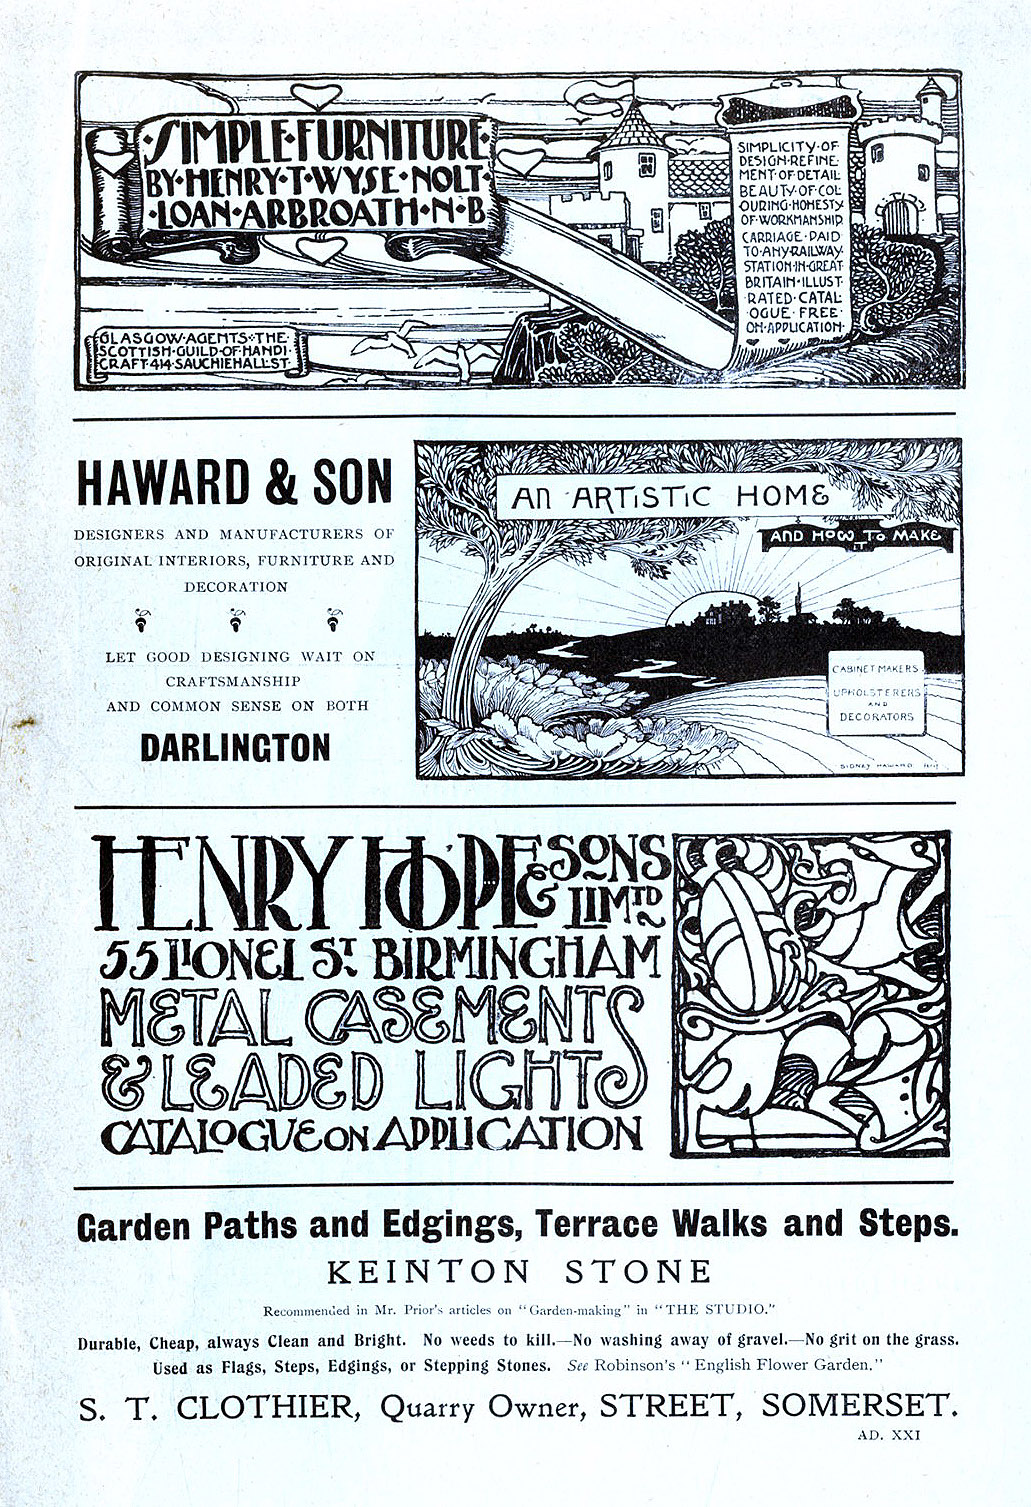 SIMPLE·FURNITURE·
BY·HENRY·T·WYSE·NOLT·
·LOAN·ARBROATH·N·B
SIMPLICITY·OF
DESIGN·REFINE
MENT·OF·DETAIL
BEAUTY·OF·COL
OURING·HONESTY
OF·WORKMANSHIP
CARRIAGE·PAID
TO·ANY·RAILWAY
STATION·IN·GREAT
BRITAIN·ILLUST
RATED·CATAL
OGUE·FREE·
ON·APPLICATION·
GLASGOW·AGENTS·THE
SCOTTISH·GUILD·OF·HANDI
CRAFT·414·SAUCHIEHALL·ST·
HAWARD & SON
DESIGNERS AND MANUFACTURERS OF
ORIGINAL INTERIORS, FURNITURE AND
DECORATION
LET GOOD DESIGNING WAIT ON
CRAFTSMANSHIP
AND COMMON SENSE ON BOTH
DARLINGTON
AN ARTISTIC HOME
AND HOW TO MAKE
IT
CABINET MAKERS
UPHOLSTERERS
AND
DECORATORS
SIDNEY HAWARD
HENRY HOPE & SONS
LIMTD
55 LIONEL ST. BIRMINGHAM
METAL CASEMENTS
& LEADED LIGHTS
CATALOGUE ON APPLICATION
Garden Paths and Edgings, Terrace Walks and Steps.
KEINTON STONE
Recommended in Mr. Prior's articles on "Garden-making" in "THE STUDIO."
Durable, Cheap, always Clean and Bright. No weeds to kill.—No washing away of gravel.—No grit on the grass.
Used as Flags, Steps, Edgings, or Stepping Stones. See Robinson's "English Flower Garden."
S. T. CLOTHIER, Quarry Owner, STREET, SOMERSET.
AD. XXI